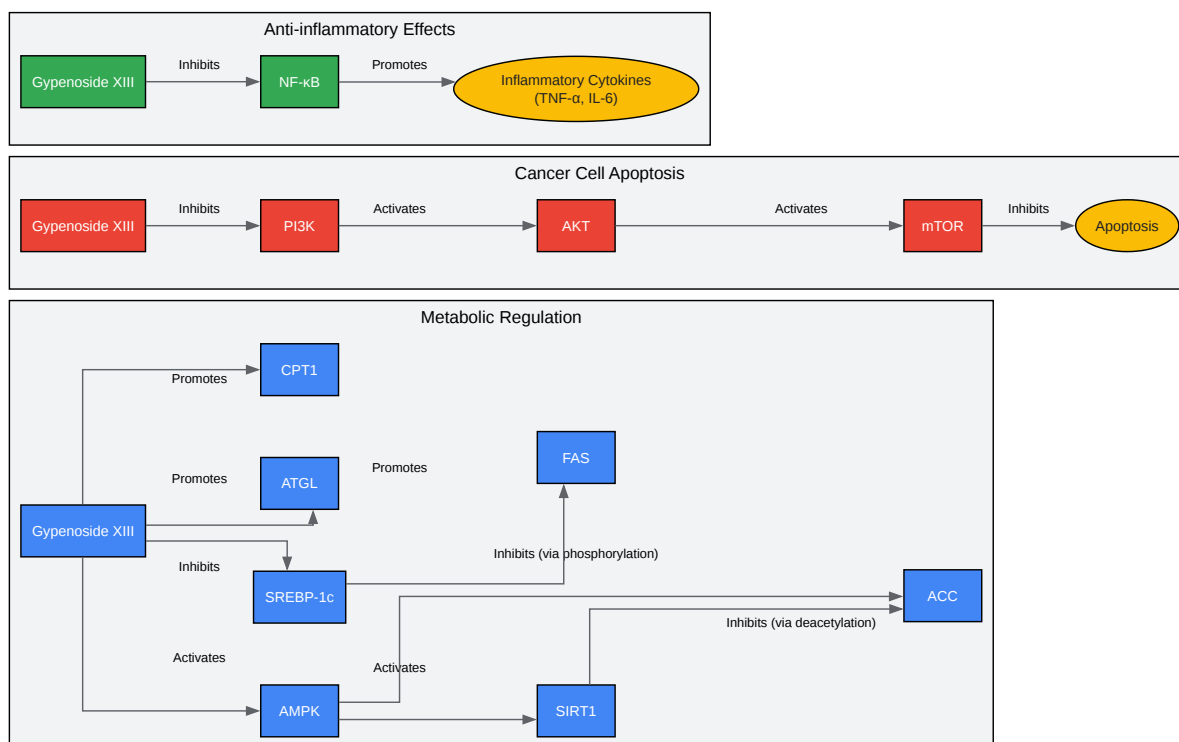 Anti-inflammatory Effects
Gypenoside XIII
Inhibits
NF-κB
Promotes
Inflammatory Cytokines
(TNF-α, IL-6)
Cancer Cell Apoptosis
Gypenoside XIII
Inhibits
PI3K
Activates
AKT
Activates
mTOR
Inhibits
Apoptosis
Metabolic Regulation
Promotes
CPT1
Promotes
ATGL
Promotes
FAS
Gypenoside XIII
Inhibits
SREBP-1c
Inhibits (via phosphorylation)
ACC
Inhibits (via deacetylation)
Activates
AMPK
Activates
SIRT1